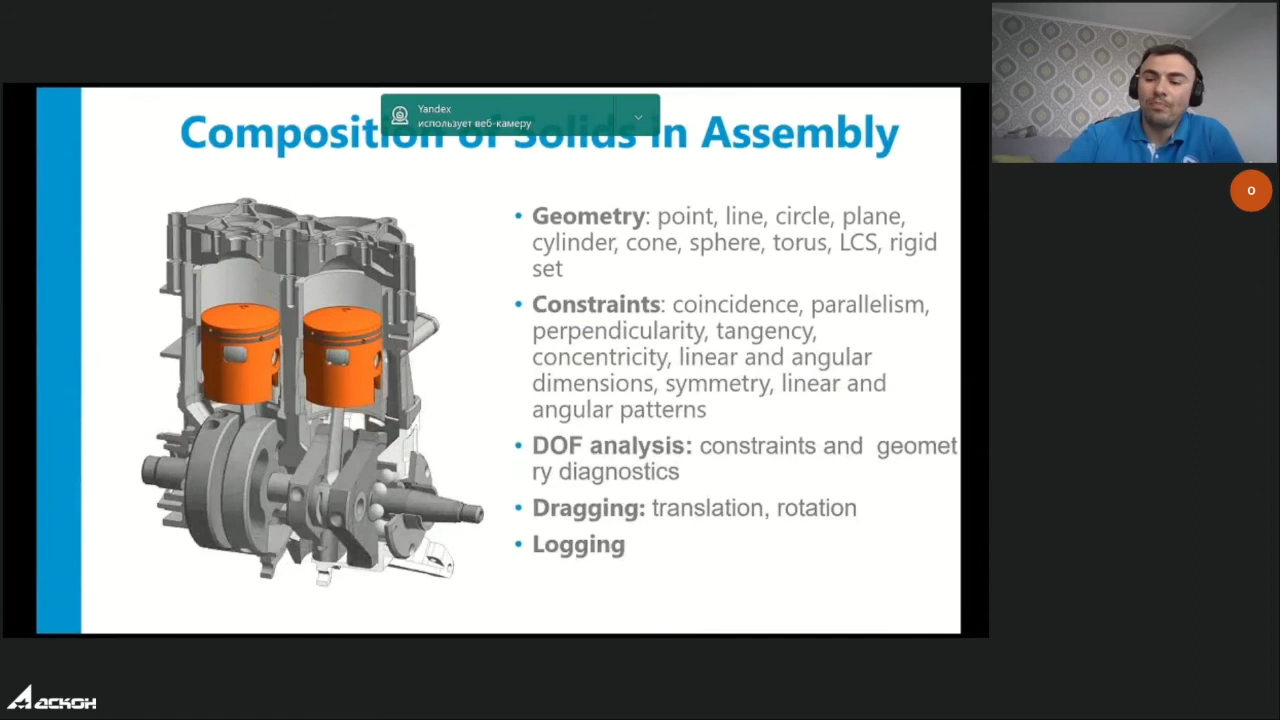 Yandex
использует веб-камеру
Composition of Solids in Assembly
• Geometry: point, line, circle, plane,
cylinder, cone, sphere, torus, LCS, rigid
set
• Constraints: coincidence, parallelism,
perpendicularity, tangency,
concentricity, linear and angular
dimensions, symmetry, linear and
angular patterns
• DOF analysis: constraints and geomet
ry diagnostics
• Dragging: translation, rotation
• Logging
О
АСКОН